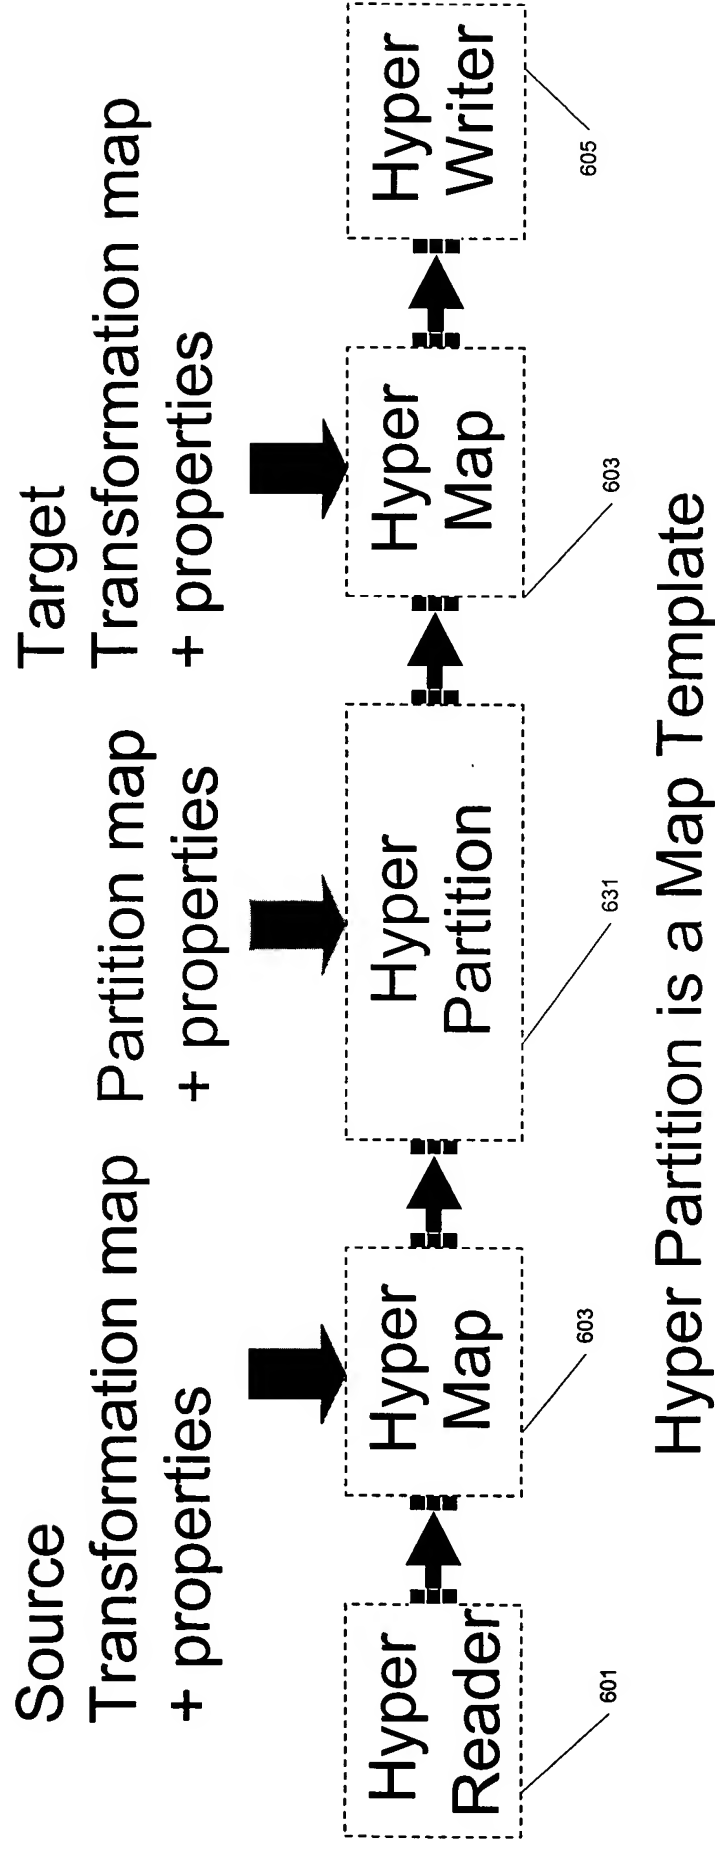 Source
Transformation map
+ properties
Partition map
+ properties
Target
Transformation map
+ properties
Hyper
Reader
Hyper
Map
Hyper
Partition
Hyper
Map
Hyper
Writer
601
603
631
603
605
Hyper Partition is a Map Template